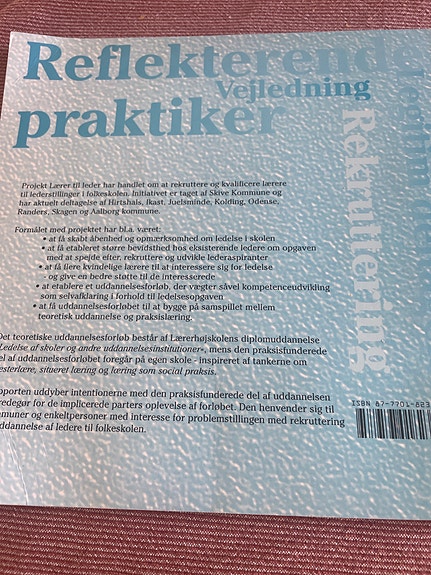 Reflekterende
Vejledning
praktiker
Rekruttering
Projekt Lærer til leder har handlet om at rekruttere og kvalificere lærere
til lederstillinger i folkeskolen. Initiativet er taget af Skive Kommune og
har aktuelt deltagelse af Hirtshals, Ikast, Juelsminde, Kolding, Odense,
Randers, Skagen og Aalborg kommune.
Formålet med projektet har bl.a. været:
• at få skabt åbenhed og opmærksomhed om ledelse i skolen
• at få etableret større bevidsthed hos eksisterende ledere om opgaven
med at spejde efter, rekruttere og udvikle lederaspiranter
• at få flere kvindelige lærere til at interessere sig for ledelse
- og give en bedre støtte til de interesserede
• at etablere et uddannelsesforløb, der vægter såvel kompetenceudvikling
som selvafklaring i forhold til ledelsesopgaven
• at få uddannelsesforløbet til at bygge på samspillet mellem
teoretisk uddannelse og praksislæring.
Det teoretiske uddannelsesforløb består af Lærerhøjskolens diplomuddannelse
»Ledelse af skoler og andre uddannelsesinstitutioner«, mens den praksisfunderede
el af uddannelsesforløbet foregår på egen skole - inspireret af tankerne om
esterlære, situeret læring og læring som social praksis.
pporten uddyber intentionerne med den praksisfunderede del af uddannelsen
redegør for de implicerede parters oplevelse af forløbet. Den henvender sig til
muner og enkeltpersoner med interesse for problemstillingen med rekruttering
ddannelse af ledere til folkeskolen.
ISBN 87-7701-823